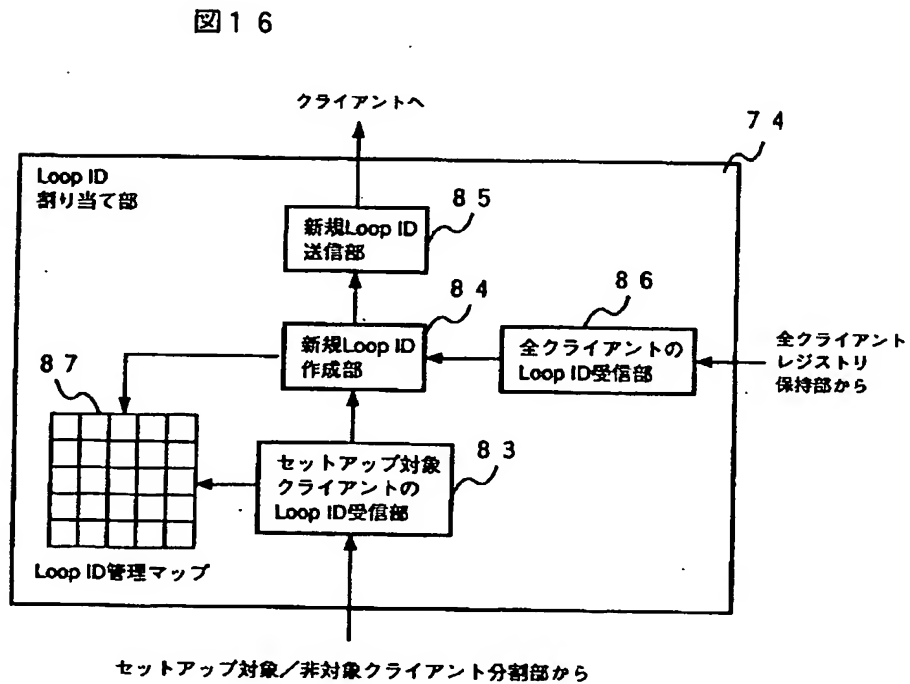 図16
クライアントへ
74
Loop ID
割り当て部
85
新規Loop ID
送信部
84
86
新規Loop ID
作成部
全クライアントの
Loop ID受信部
全クライアント
レジストリ
保持部から
87
83
セットアップ対象
クライアントの
Loop ID受信部
Loop ID管理マップ
セットアップ対象／非対象クライアント分割部から